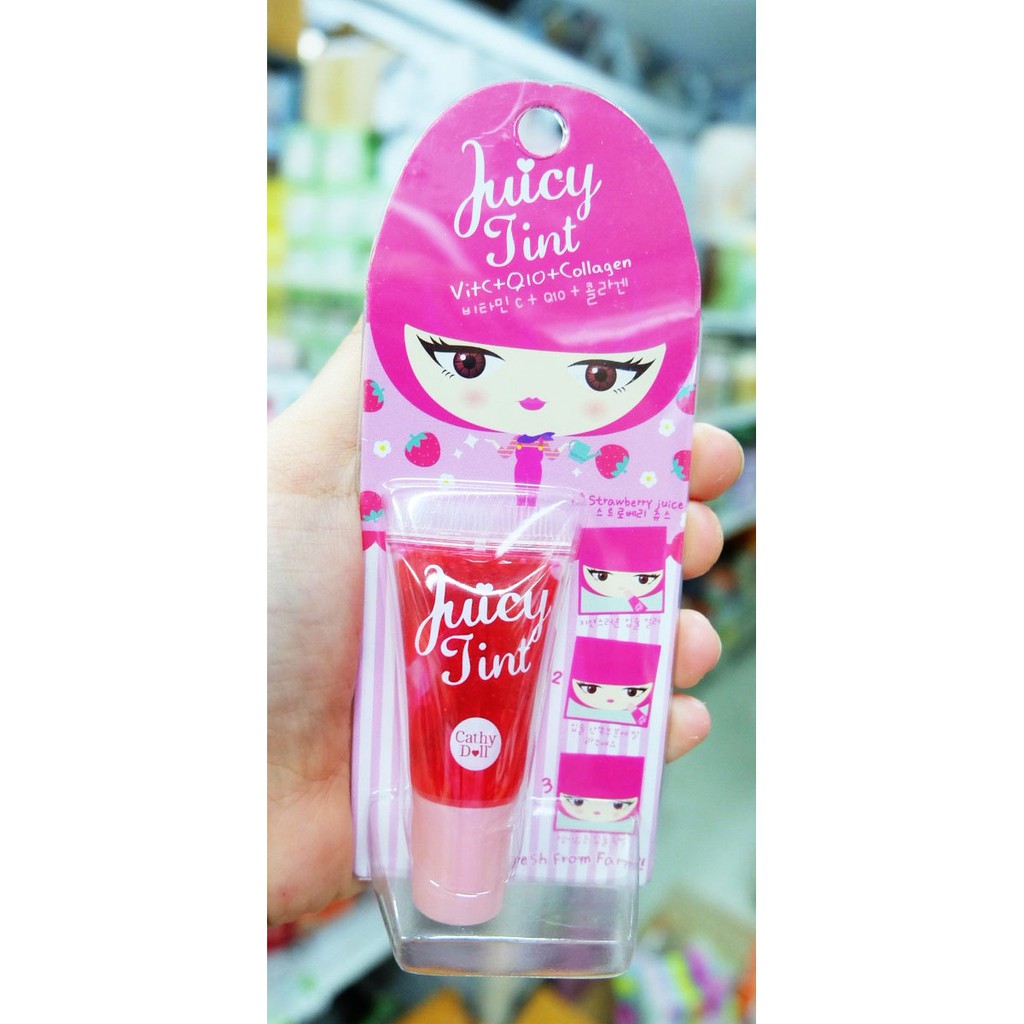 Juicy
Tint
Vitc+Q10+Collagen
비타민 c + Q10 + 콜라겐
Strawberry juice
스트로베리 쥬스
Juicy
Tint
Cathy
Doll
2
3
Fresh From Farm!!